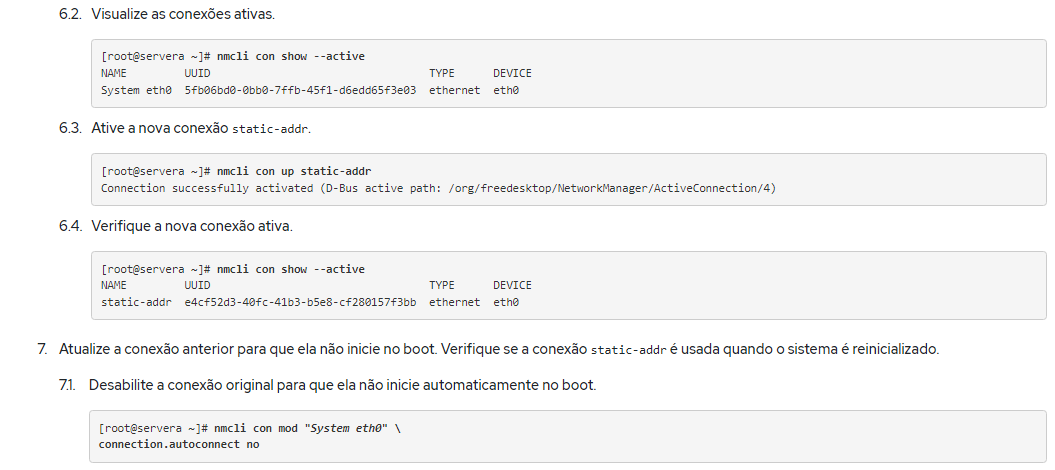 6.2. Visualize as conexões ativas.
[root@servera ~]# nmcli con show --active
NAME         UUID                                  TYPE      DEVICE
System eth0  5fb06bd0-0bb0-7ffb-45f1-d6edd65f3e03  ethernet  eth0
6.3. Ative a nova conexão static-addr.
[root@servera ~]# nmcli con up static-addr
Connection successfully activated (D-Bus active path: /org/freedesktop/NetworkManager/ActiveConnection/4)
6.4. Verifique a nova conexão ativa.
[root@servera ~]# nmcli con show --active
NAME         UUID                                  TYPE      DEVICE
static-addr  e4cf52d3-40fc-41b3-b5e8-cf280157f3bb  ethernet  eth0
7. Atualize a conexão anterior para que ela não inicie no boot. Verifique se a conexão static-addr é usada quando o sistema é reinicializado.
7.1. Desabilite a conexão original para que ela não inicie automaticamente no boot.
[root@servera ~]# nmcli con mod "System eth0" \
connection.autoconnect no